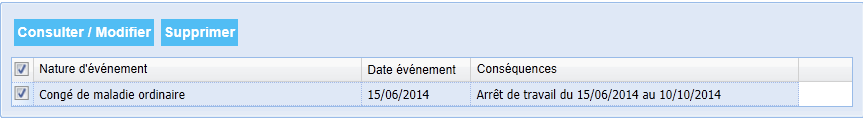 Consulter / Modifier Supprimer
Nature d'événement Date événement Conséquences
Congé de maladie ordinaire 15/06/2014 Arrêt de travail du 15/06/2014 au 10/10/2014